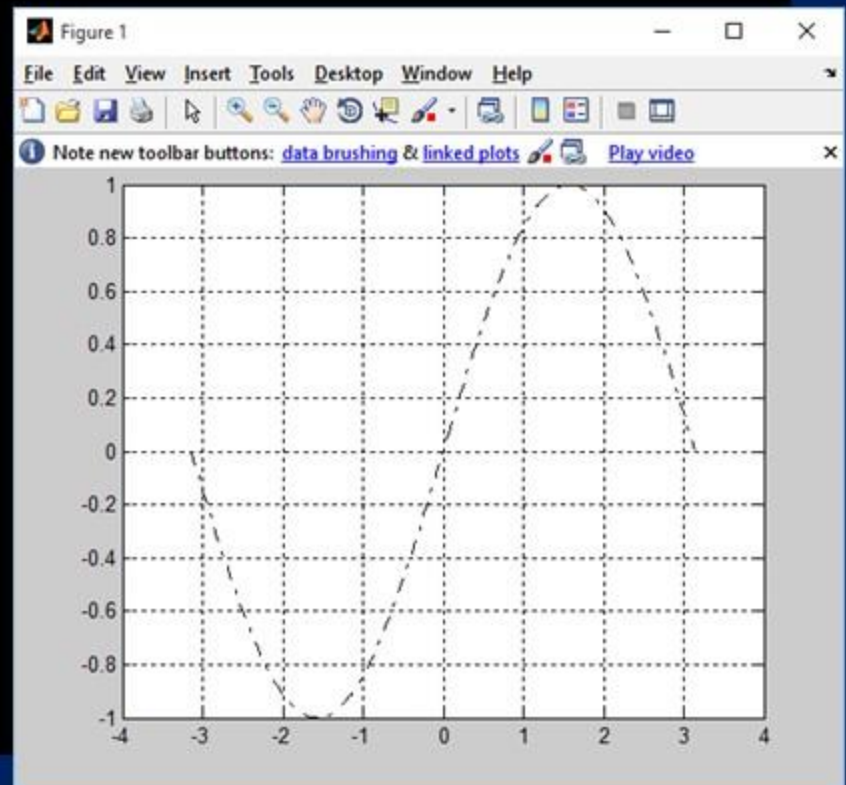 Figure 1
File Edit View Insert Tools Desktop Window Help
Note new toolbar buttons: data brushing & linked plots Play video
1
0.8
0.6
0.4
0.2
0
-0.2
-0.4
-0.6
-0.8
-1
-4 -3 -2 -1 0 1 2 3 4